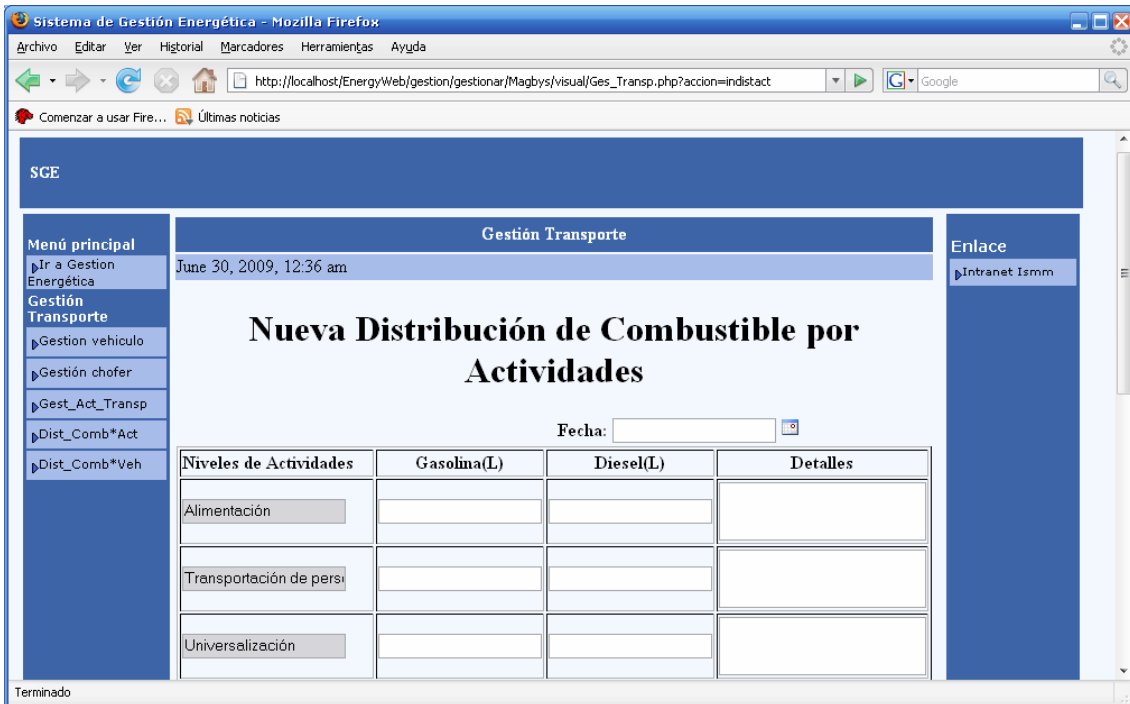 Sistema de Gestión Energética - Mozilla Firefox
Archivo Editar Ver Historial Marcadores Herramientas Ayuda
http://localhost/EnergyWeb/gestion/gestionar/Magbys/visual/Ges_Transp.php?accion=indistact
G Google
Comenzar a usar Fire... Últimas noticias
SGE
Menú principal
Ir a Gestion
Energética
Gestión
Transporte
Gestion vehiculo
Gestión chofer
Gest_Act_Transp
Dist_Comb*Act
Dist_Comb*Veh
Gestión Transporte
June 30, 2009, 12:36 am
Nueva Distribución de Combustible por
Actividades
Fecha:
Niveles de Actividades Gasolina(L) Diesel(L) Detalles
Alimentación
Transportación de pers
Universalización
Enlace
Intranet Ismm
Terminado